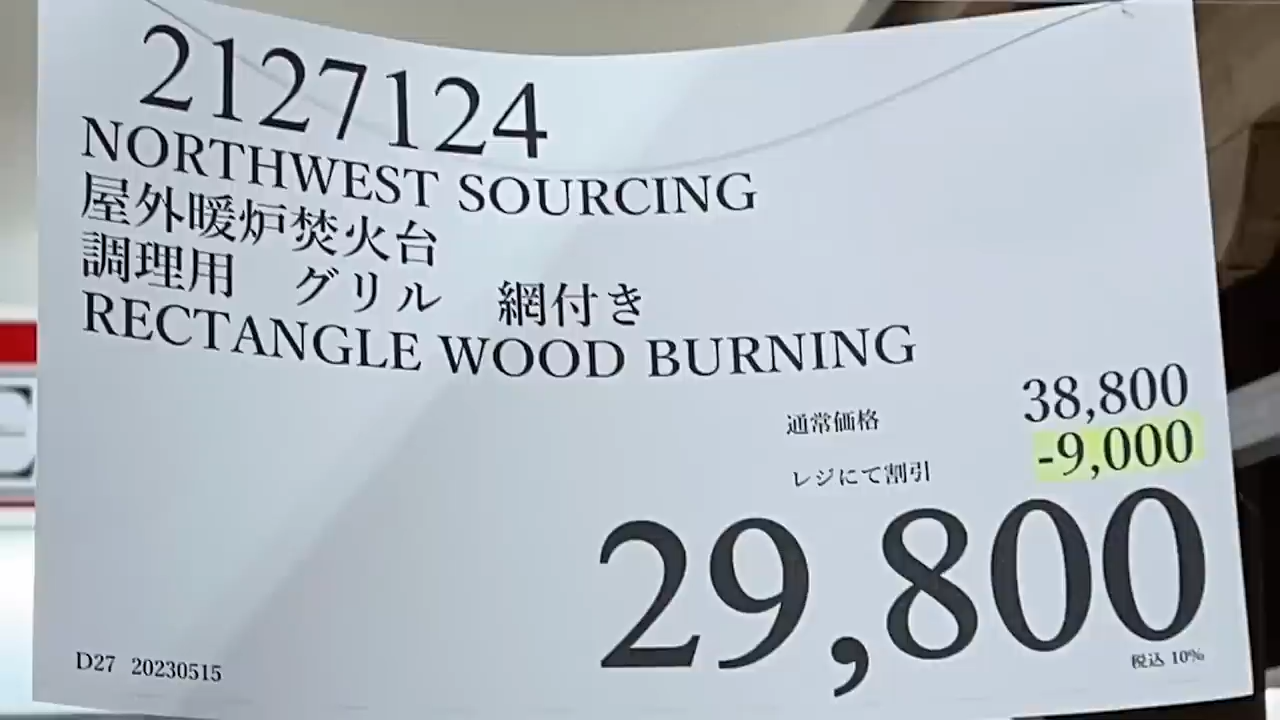 2127124
NORTHWEST SOURCING
屋外暖炉焚火台
調理用　グリル　網付き
RECTANGLE WOOD BURNING
通常価格 38,800
レジにて割引 -9,000
29,800
税込 10%
D27 20230515